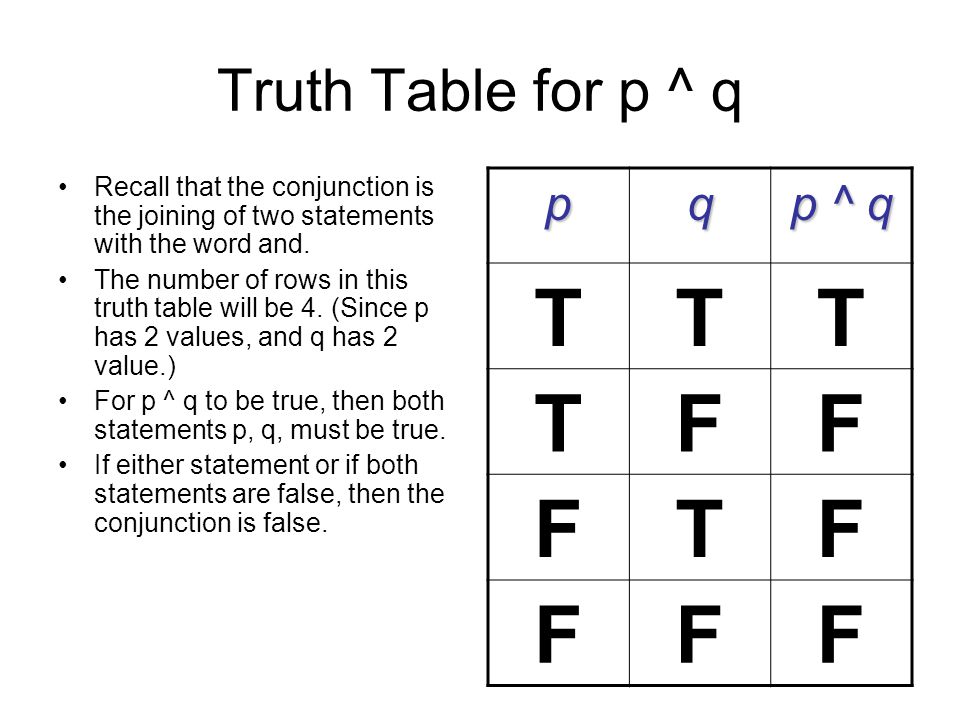 Truth Table for p ^ q
• Recall that the conjunction is
the joining of two statements
with the word and.
• The number of rows in this
truth table will be 4. (Since p
has 2 values, and q has 2
value.)
• For p ^ q to be true, then both
statements p, q, must be true.
• If either statement or if both
statements are false, then the
conjunction is false.
p q p ^ q
T T T
T F F
F T F
F F F